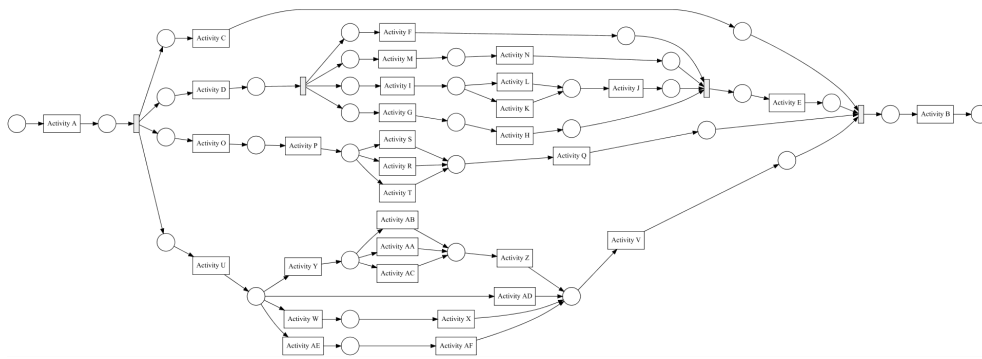 Activity F
Activity C
Activity M
Activity N
Activity L
Activity D
Activity I
Activity J
Activity E
Activity K
Activity G
Activity A
Activity B
Activity H
Activity S
Activity O
Activity P
Activity Q
Activity R
Activity T
Activity AB
Activity V
Activity AA
Activity Z
Activity U
Activity Y
Activity AC
Activity AD
Activity W
Activity X
Activity AE
Activity AF